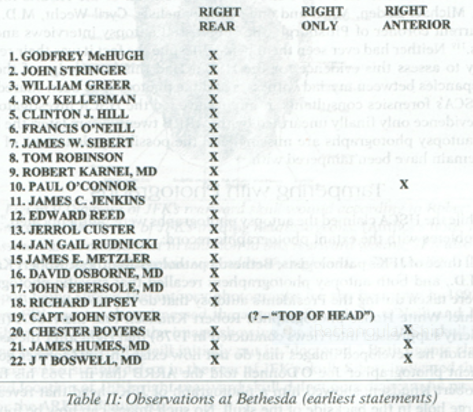 RIGHT REAR RIGHT ONLY RIGHT ANTERIOR
1. GODFREY McHUGH X
2. JOHN STRINGER X
3. WILLIAM GREER X
4. ROY KELLERMAN X
5. CLINTON J. HILL X
6. FRANCIS O'NEILL X
7. JAMES W. SIBERT X
8. TOM ROBINSON X
9. ROBERT KARNEL, MD X
10. PAUL O'CONNOR X X
11. JAMES C. JENKINS X
12. EDWARD REED X
13. JERROL CUSTER X
14. JAN GAIL RUDNICKI X
15 JAMES E. METZLER X
16. DAVID OSBORNE, MD X
17. JOHN EBERSOLE, MD X
18. RICHARD LIPSEY X
19. CAPT. JOHN STOVER (? – "TOP OF HEAD")
20. CHESTER BOYERS X X
21. JAMES HUMES, MD X X
22. J T BOSWELL, MD X X
Table II: Observations at Bethesda (earliest statements)